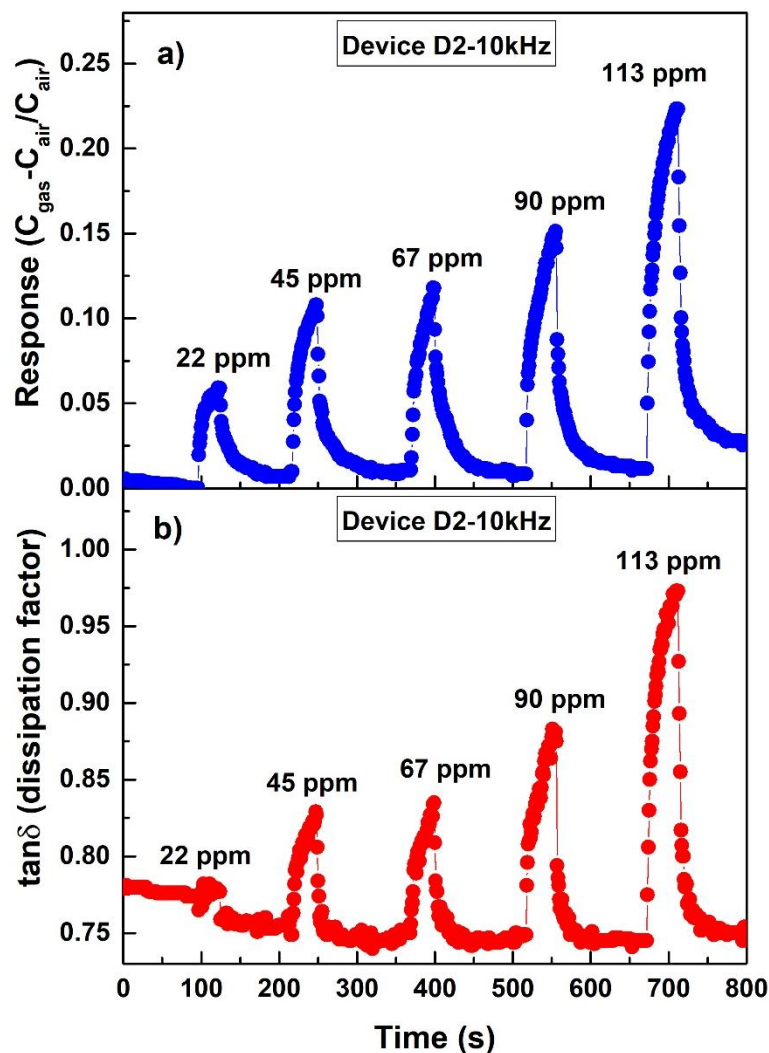 a)
Device D2-10kHz
Response (C_gas-C_air/C_air)
0.25
0.20
0.15
0.10
0.05
0.00
22 ppm
45 ppm
67 ppm
90 ppm
113 ppm
b)
Device D2-10kHz
tanδ (dissipation factor)
1.00
0.95
0.90
0.85
0.80
0.75
22 ppm
45 ppm
67 ppm
90 ppm
113 ppm
0 100 200 300 400 500 600 700 800
Time (s)